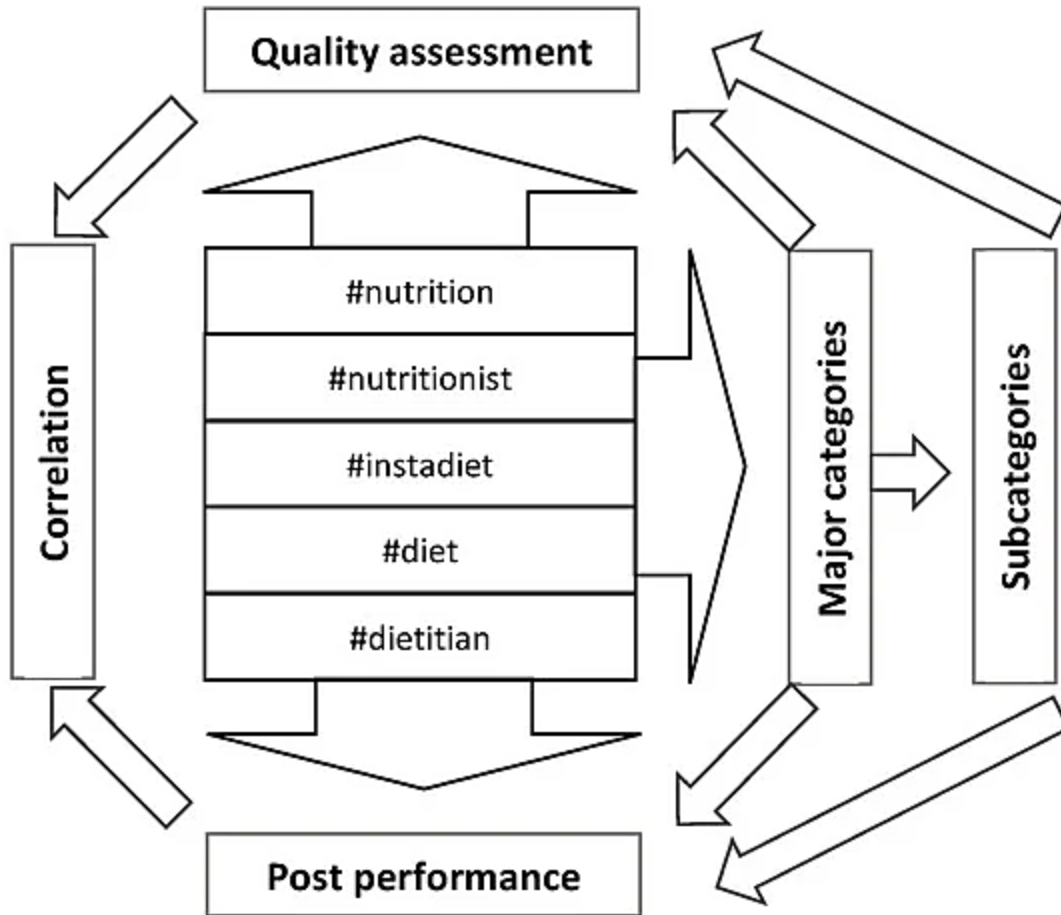 Quality assessment
#nutrition
#nutritionist
#instadiet
#diet
#dietitian
Correlation
Major categories
Subcategories
Post performance